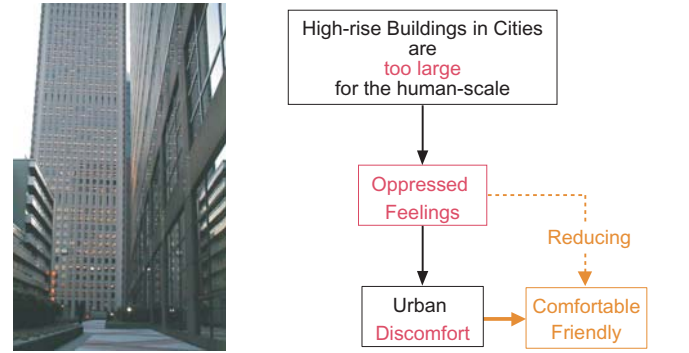 High-rise Buildings in Cities
are
too large
for the human-scale
Oppressed
Feelings
Reducing
Urban
Discomfort
Comfortable
Friendly